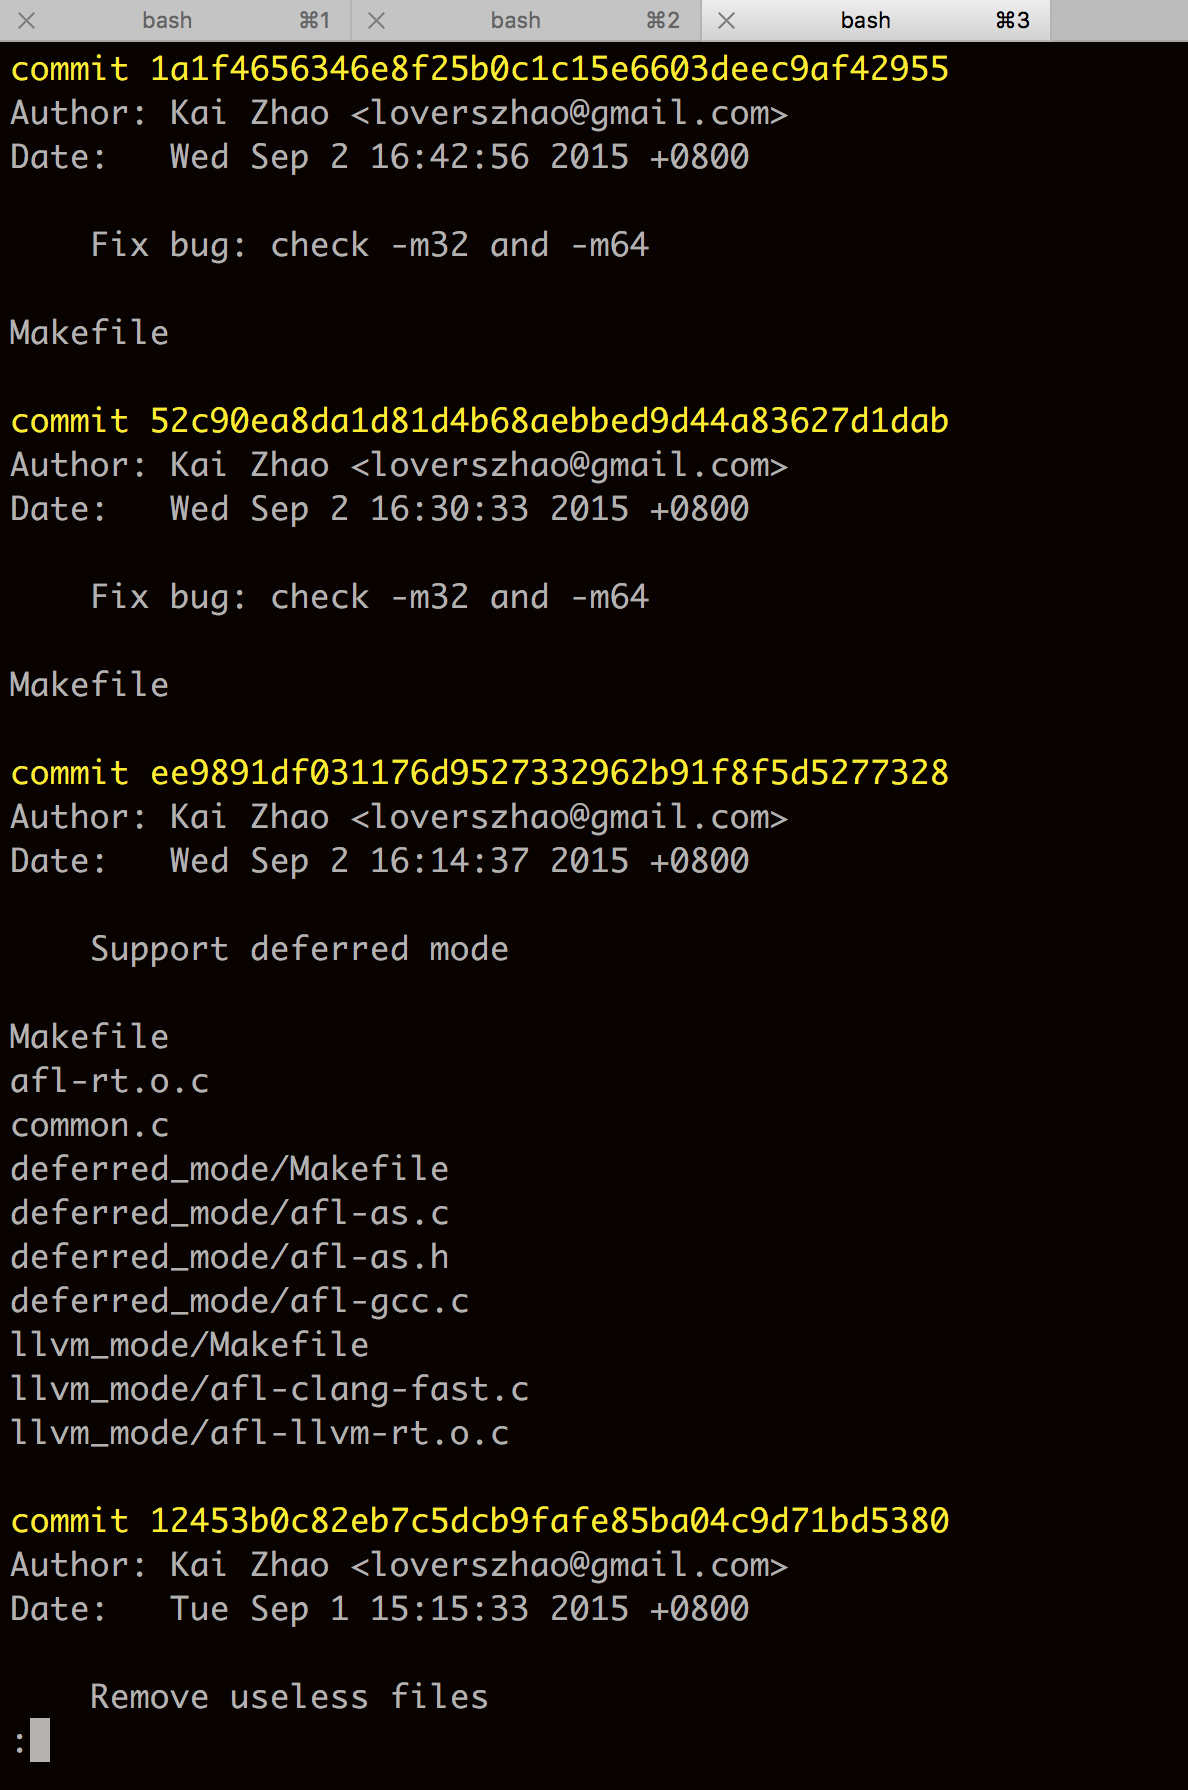 bash ⌘1 bash ⌘2 bash ⌘3
commit 1a1f4656346e8f25b0c1c15e6603deec9af42955
Author: Kai Zhao <loverszhao@gmail.com>
Date:   Wed Sep 2 16:42:56 2015 +0800
    Fix bug: check -m32 and -m64
Makefile
commit 52c90ea8da1d81d4b68aebbed9d44a83627d1dab
Author: Kai Zhao <loverszhao@gmail.com>
Date:   Wed Sep 2 16:30:33 2015 +0800
    Fix bug: check -m32 and -m64
Makefile
commit ee9891df031176d9527332962b91f8f5d5277328
Author: Kai Zhao <loverszhao@gmail.com>
Date:   Wed Sep 2 16:14:37 2015 +0800
    Support deferred mode
Makefile
afl-rt.o.c
common.c
deferred_mode/Makefile
deferred_mode/afl-as.c
deferred_mode/afl-as.h
deferred_mode/afl-gcc.c
llvm_mode/Makefile
llvm_mode/afl-clang-fast.c
llvm_mode/afl-llvm-rt.o.c
commit 12453b0c82eb7c5dcb9fafe85ba04c9d71bd5380
Author: Kai Zhao <loverszhao@gmail.com>
Date:   Tue Sep 1 15:15:33 2015 +0800
    Remove useless files
: